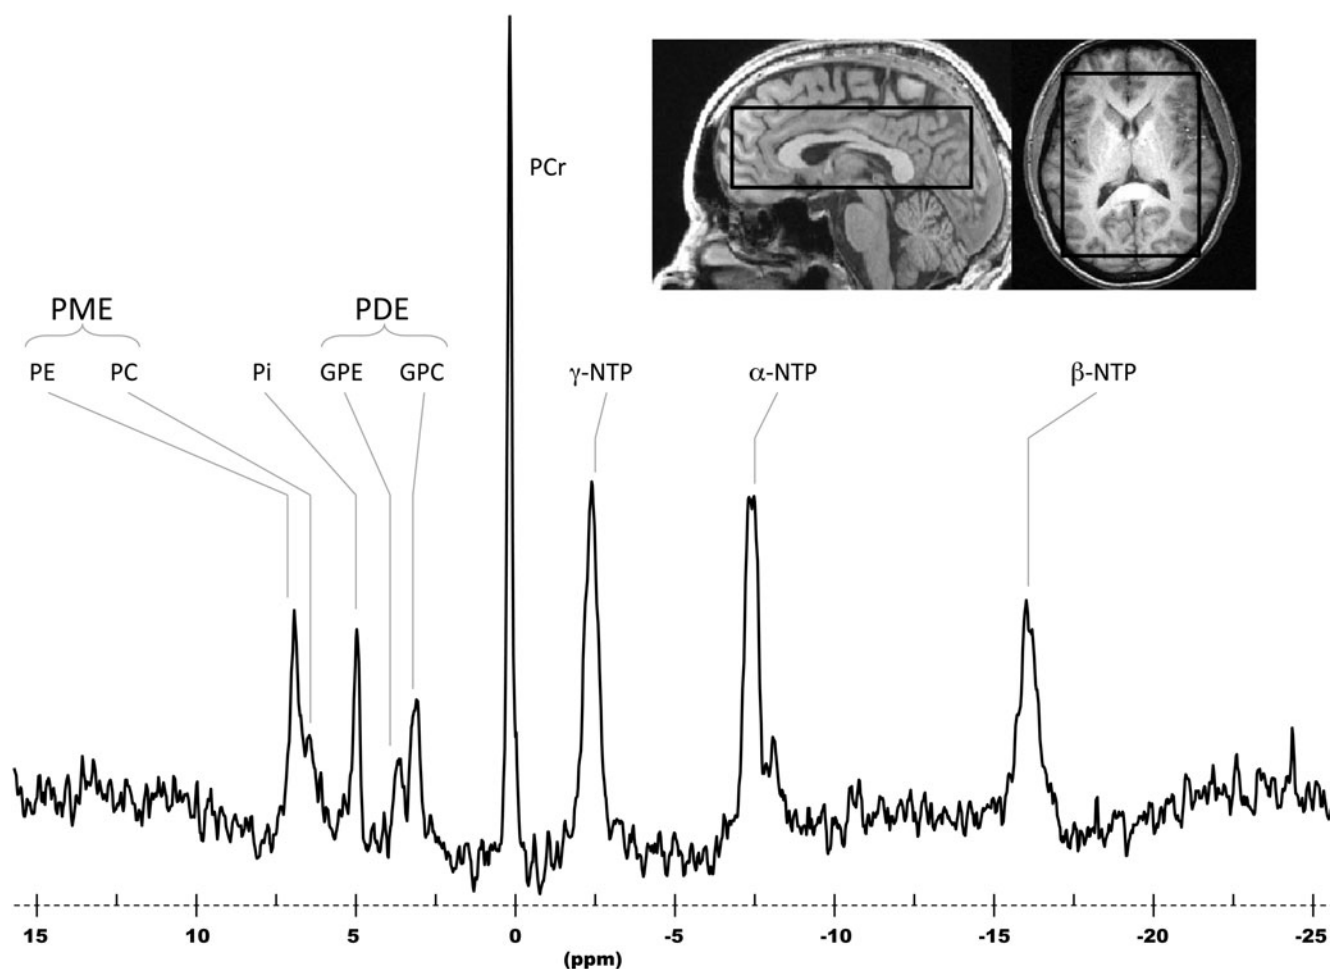 PCr
PME PDE
PE PC Pi GPE GPC γ-NTP α-NTP β-NTP
15 10 5 0 -5 -10 -15 -20 -25
(ppm)